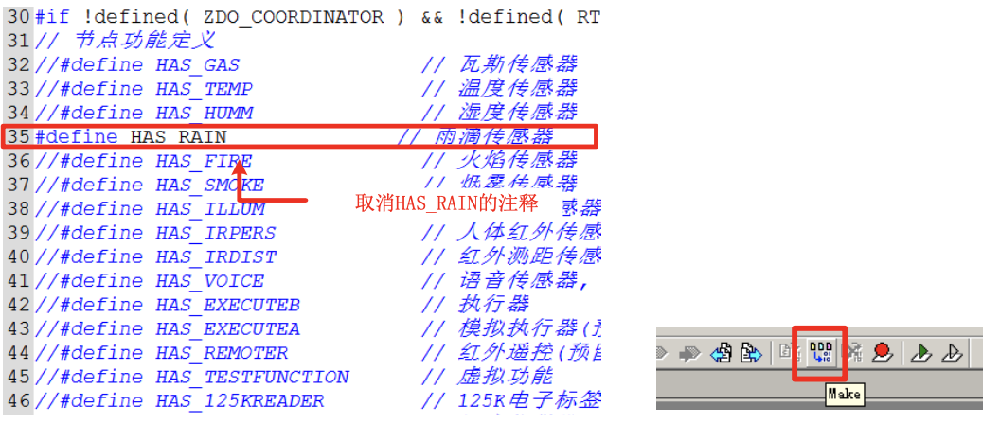 30 #if !defined( ZDO_COORDINATOR ) && !defined( RT
31 // 节点功能定义
32 //#define HAS_GAS // 瓦斯传感器
33 //#define HAS_TEMP // 温度传感器
34 //#define HAS_HUMM // 湿度传感器
35 #define HAS_RAIN // 雨滴传感器
36 //#define HAS_FIRE // 火焰传感器
37 //#define HAS_SMOKE // 烟雾传感器
取消HAS_RAIN的注释
38 //#define HAS_ILLUM 感器
39 //#define HAS_IRPERS // 人体红外传感
40 //#define HAS_IRDIST // 红外测距传感
41 //#define HAS_VOICE // 语音传感器,
42 //#define HAS_EXECUTEB // 执行器
43 //#define HAS_EXECUTEA // 模拟执行器(预
44 //#define HAS_REMOTER // 红外遥控(预留
45 //#define HAS_TESTFUNCTION // 虚拟功能
46 //#define HAS_125KREADER // 125K电子标签
Make